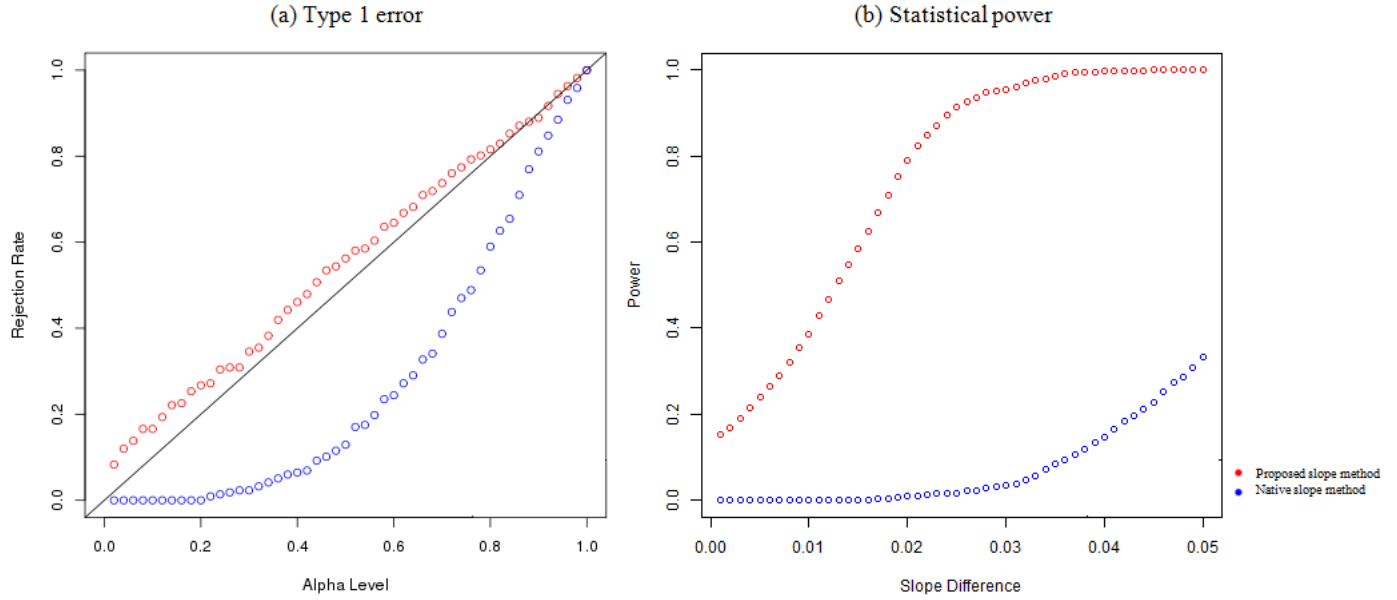 (a) Type 1 error
(b) Statistical power
Rejection Rate
0.0 0.2 0.4 0.6 0.8 1.0
0.0 0.2 0.4 0.6 0.8 1.0
Alpha Level
Power
0.0 0.2 0.4 0.6 0.8 1.0
0.00 0.01 0.02 0.03 0.04 0.05
Slope Difference
Proposed slope method
Native slope method